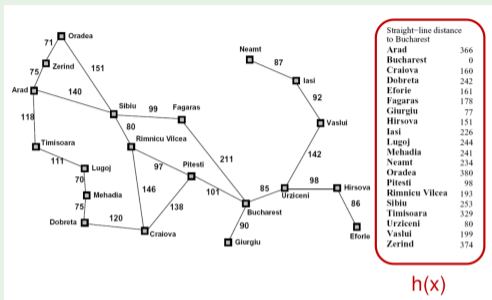 Oradea
71
Neamt
Zerind
87
75
151
Iasi
Arad
140
92
Sibiu
99
Fagaras
118
80
Vaslui
Rimnicu Vilcea
Timisoara
111
211
142
Lugoj
97
Pitesti
70
98
Hirsova
Mehadia
146
101
85
Urziceni
75
138
86
120
Bucharest
Dobreta
90
Craiova
Eforie
Giurgiu
Straight-line distance
to Bucharest
Arad 366
Bucharest 0
Craiova 160
Dobreta 242
Eforie 161
Fagaras 178
Giurgiu 77
Hirsova 151
Iasi 226
Lugoj 244
Mehadia 241
Neamt 234
Oradea 380
Pitesti 98
Rimnicu Vilcea 193
Sibiu 253
Timisoara 329
Urziceni 80
Vaslui 199
Zerind 374
h(x)